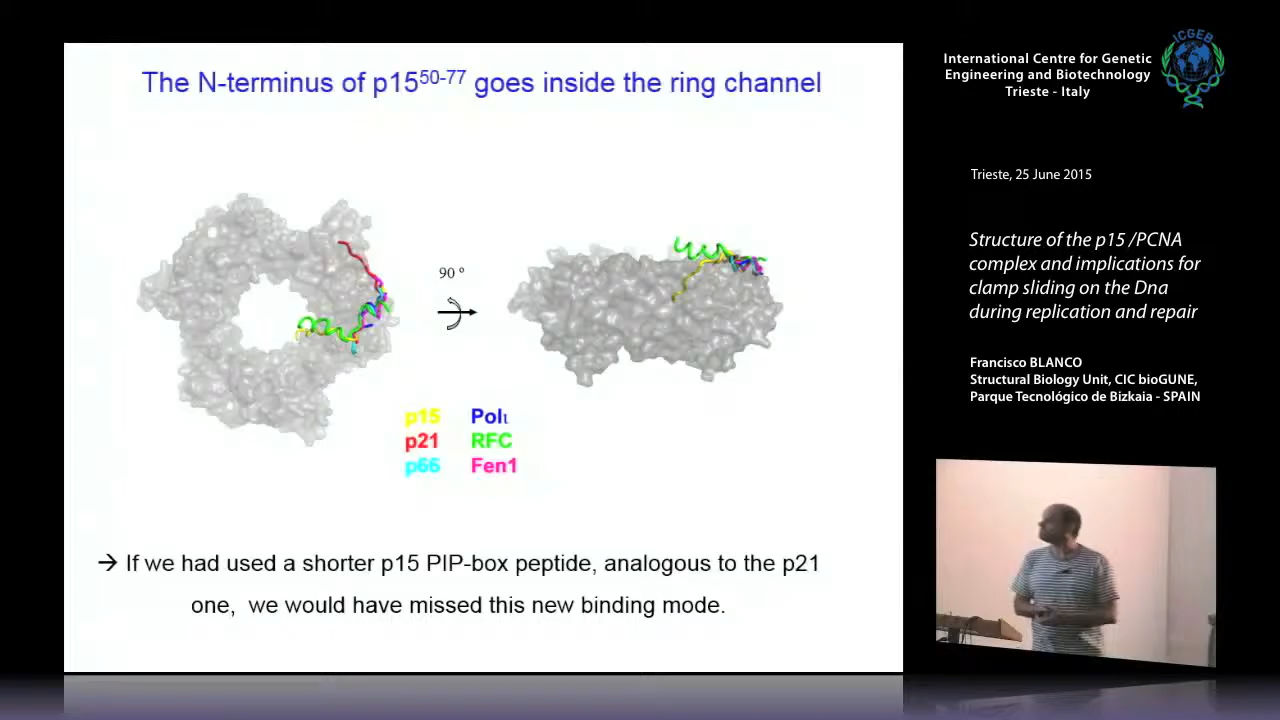 The N-terminus of p15⁵⁰⁻⁷⁷ goes inside the ring channel
90 º
p15 Polι
p21 RFC
p66 Fen1
→ If we had used a shorter p15 PIP-box peptide, analogous to the p21
one, we would have missed this new binding mode.
International Centre for Genetic
Engineering and Biotechnology
Trieste - Italy
ICGEB
Trieste, 25 June 2015
Structure of the p15 /PCNA
complex and implications for
clamp sliding on the Dna
during replication and repair
Francisco BLANCO
Structural Biology Unit, CIC bioGUNE,
Parque Tecnológico de Bizkaia - SPAIN